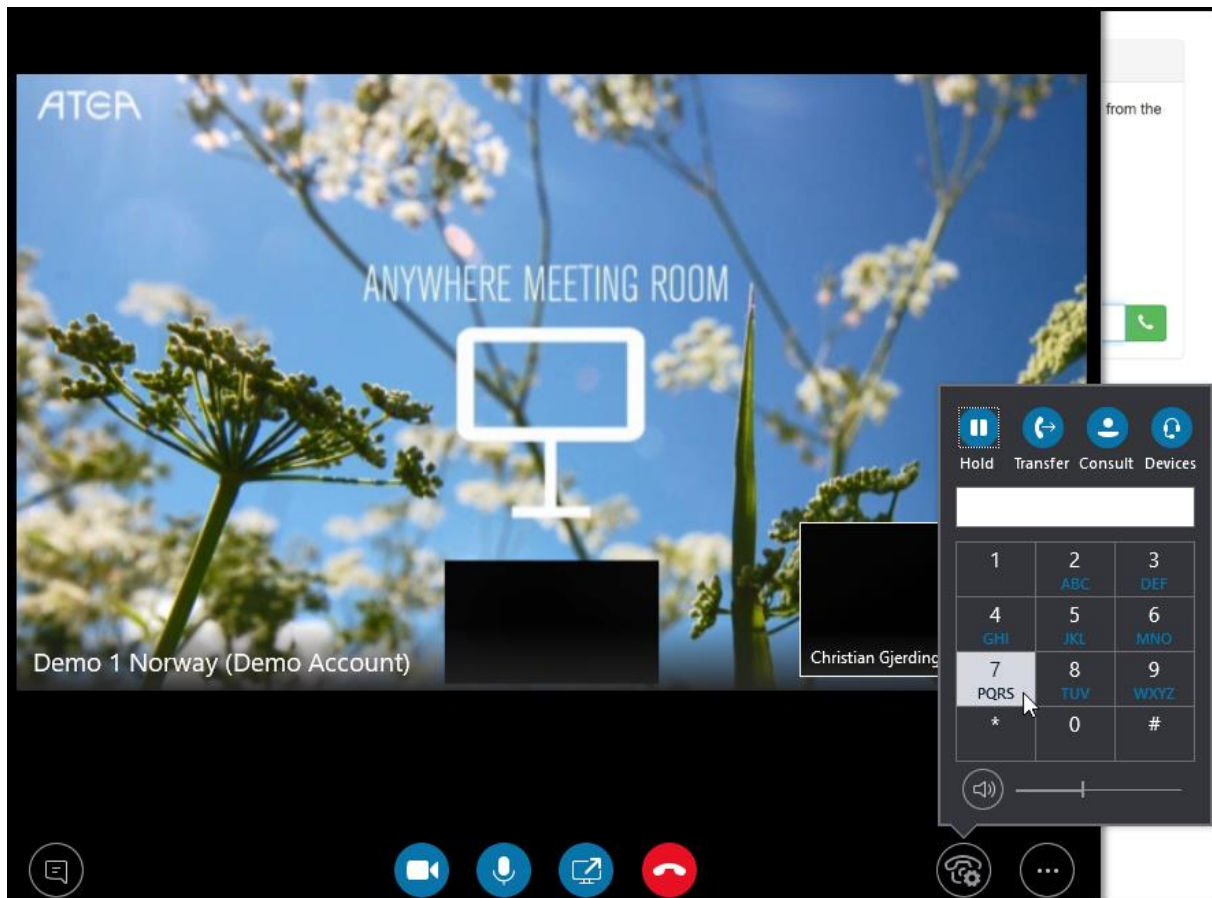 ATEA
from the
ANYWHERE MEETING ROOM
Demo 1 Norway (Demo Account)
Christian Gjerding
Hold Transfer Consult Devices
1 2 3
ABC DEF
4 5 6
GHI JKL MNO
7 8 9
PQRS TUV WXYZ
* 0 #